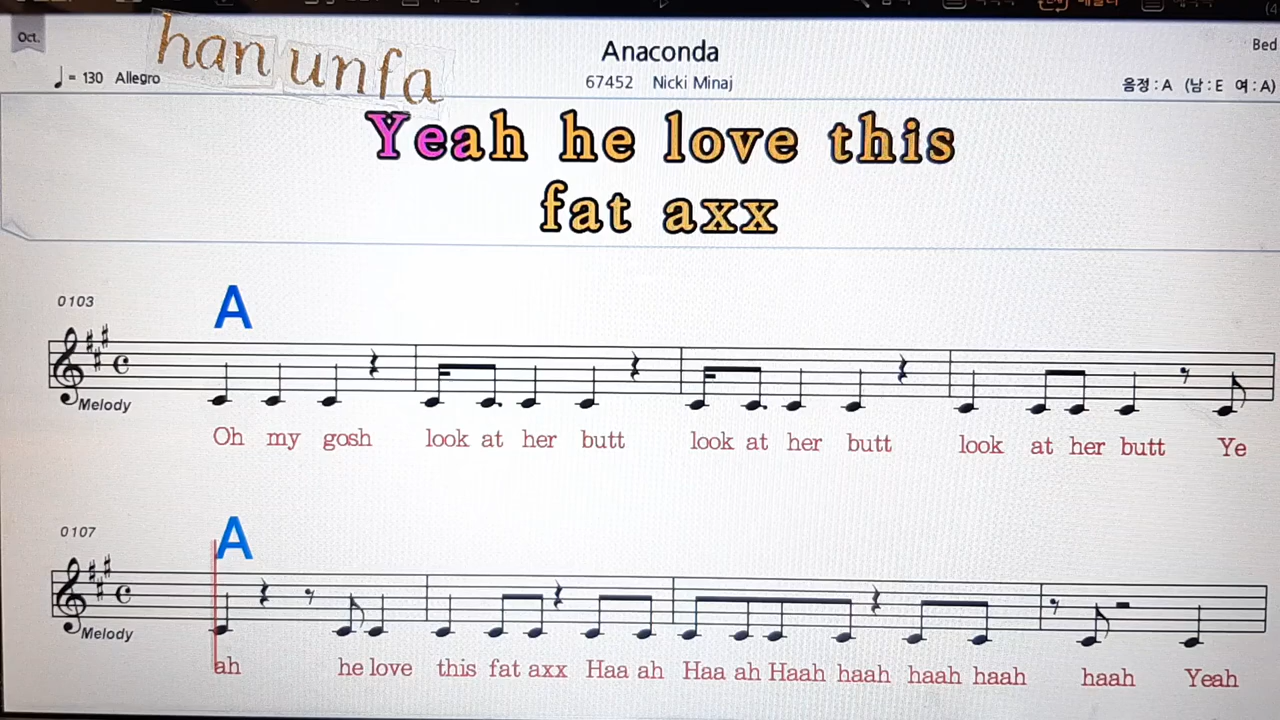 Oct.
han unfa
Anaconda
Bed
= 130 Allegro
67452 Nicki Minaj
음정 : A (남 : E 여 : A)
Yeah he love this
fat axx
0103
A
Melody
Oh my gosh look at her butt look at her butt look at her butt Ye
0107
A
Melody
ah he love this fat axx Haa ah Haa ah Haah haah haah haah haah Yeah